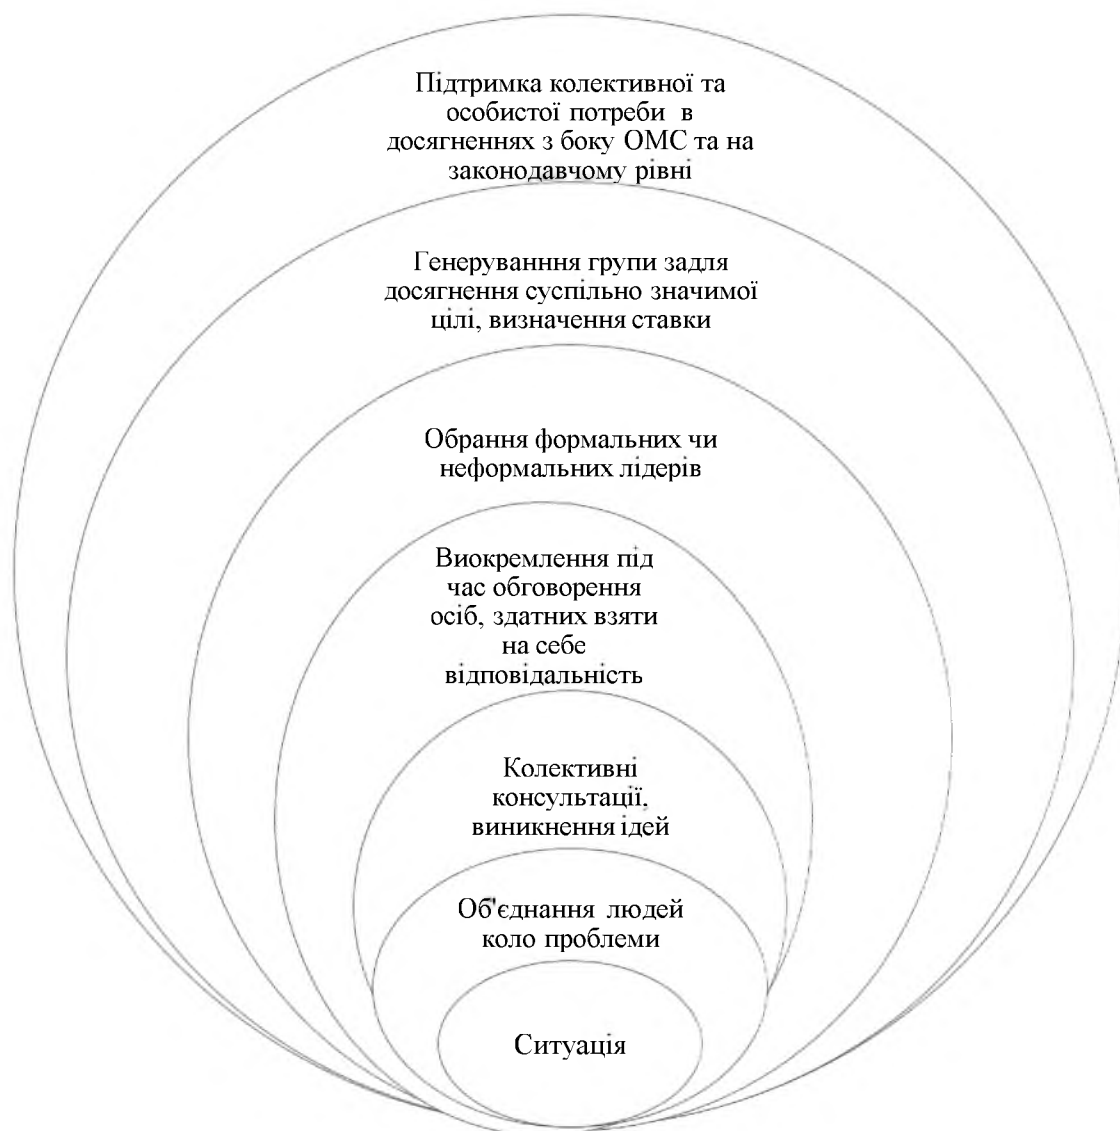 Підтримка колективної та
особистої потреби в
досягненнях з боку ОМС та на
законодавчому рівні
Генеруванння групи задля
досягнення суспільно значимої
цілі, визначення ставки
Обрання формальних чи
неформальних лідерів
Виокремлення під
час обговорення
осіб, здатних взяти
на себе
відповідальність
Колективні
консультації,
виникнення ідей
Об'єднання людей
коло проблеми
Ситуація